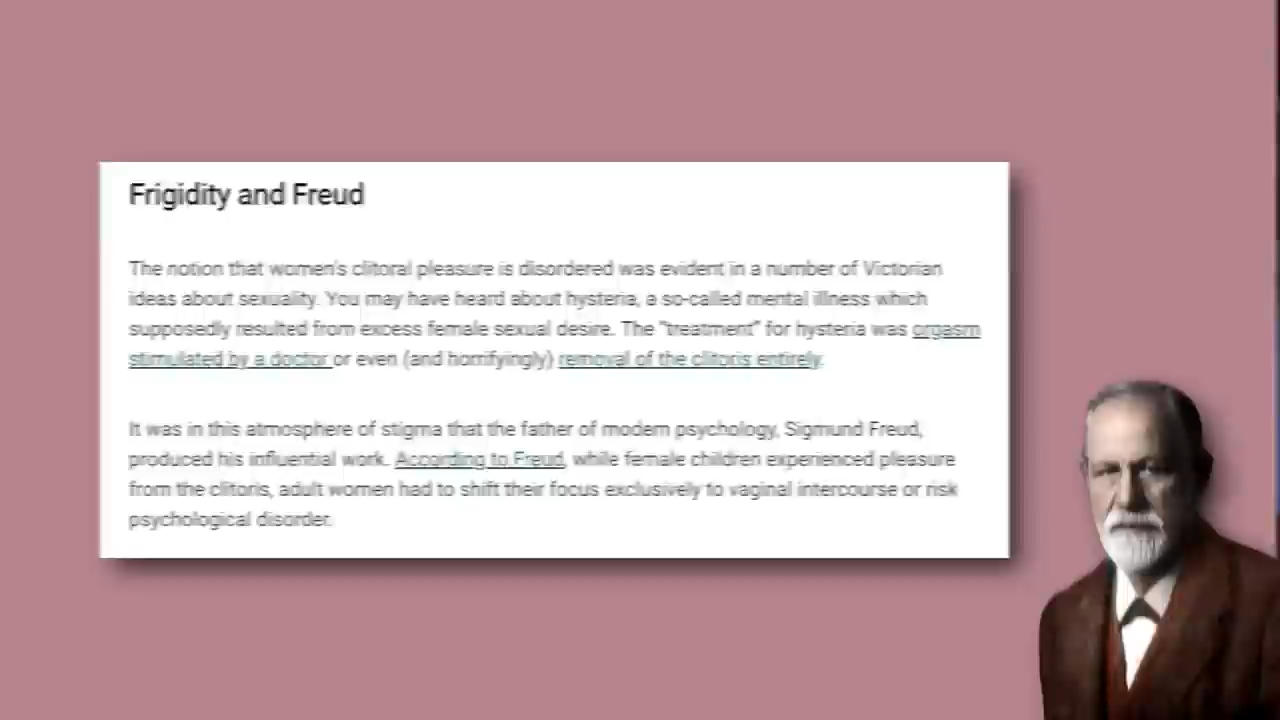 Frigidity and Freud
The notion that women's clitoral pleasure is disordered was evident in a number of Victorian
ideas about sexuality. You may have heard about hysteria, a so-called mental illness which
supposedly resulted from excess female sexual desire. The "treatment" for hysteria was orgasm
stimulated by a doctor or even (and horrifyingly) removal of the clitoris entirely.
It was in this atmosphere of stigma that the father of modern psychology, Sigmund Freud,
produced his influential work. According to Freud, while female children experienced pleasure
from the clitoris, adult women had to shift their focus exclusively to vaginal intercourse or risk
psychological disorder.